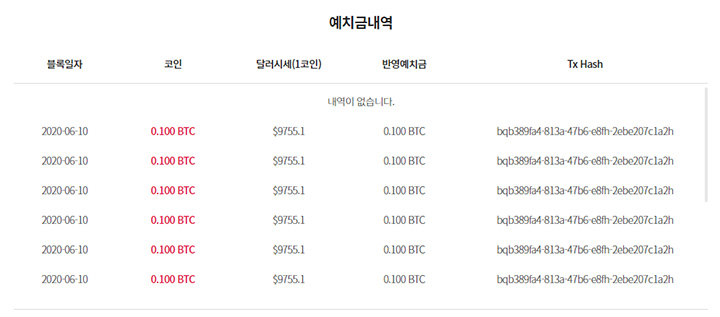 예치금내역
블록일자 코인 달러시세(1코인) 반영예치금 Tx Hash
내역이 없습니다.
2020-06-10 0.100 BTC $9755.1 0.100 BTC bqb389fa4-813a-47b6-e8fh-2ebe207c1a2h
2020-06-10 0.100 BTC $9755.1 0.100 BTC bqb389fa4-813a-47b6-e8fh-2ebe207c1a2h
2020-06-10 0.100 BTC $9755.1 0.100 BTC bqb389fa4-813a-47b6-e8fh-2ebe207c1a2h
2020-06-10 0.100 BTC $9755.1 0.100 BTC bqb389fa4-813a-47b6-e8fh-2ebe207c1a2h
2020-06-10 0.100 BTC $9755.1 0.100 BTC bqb389fa4-813a-47b6-e8fh-2ebe207c1a2h
2020-06-10 0.100 BTC $9755.1 0.100 BTC bqb389fa4-813a-47b6-e8fh-2ebe207c1a2h